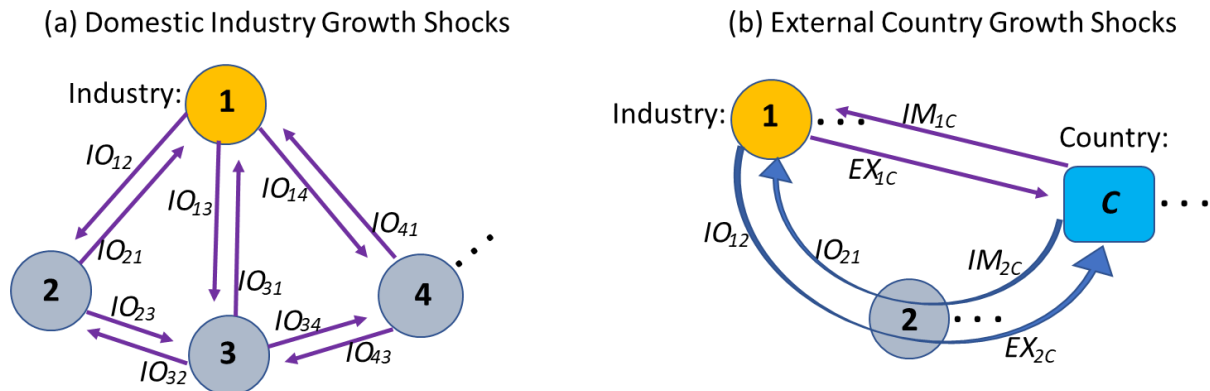 (a) Domestic Industry Growth Shocks
Industry:
1
IO12
IO21
IO13
IO31
IO14
IO41
2
IO23
IO32
3
IO34
IO43
4
...
(b) External Country Growth Shocks
Industry:
1
...
IM1C
EX1C
Country:
C
...
IO12
IO21
IM2C
2
...
EX2C